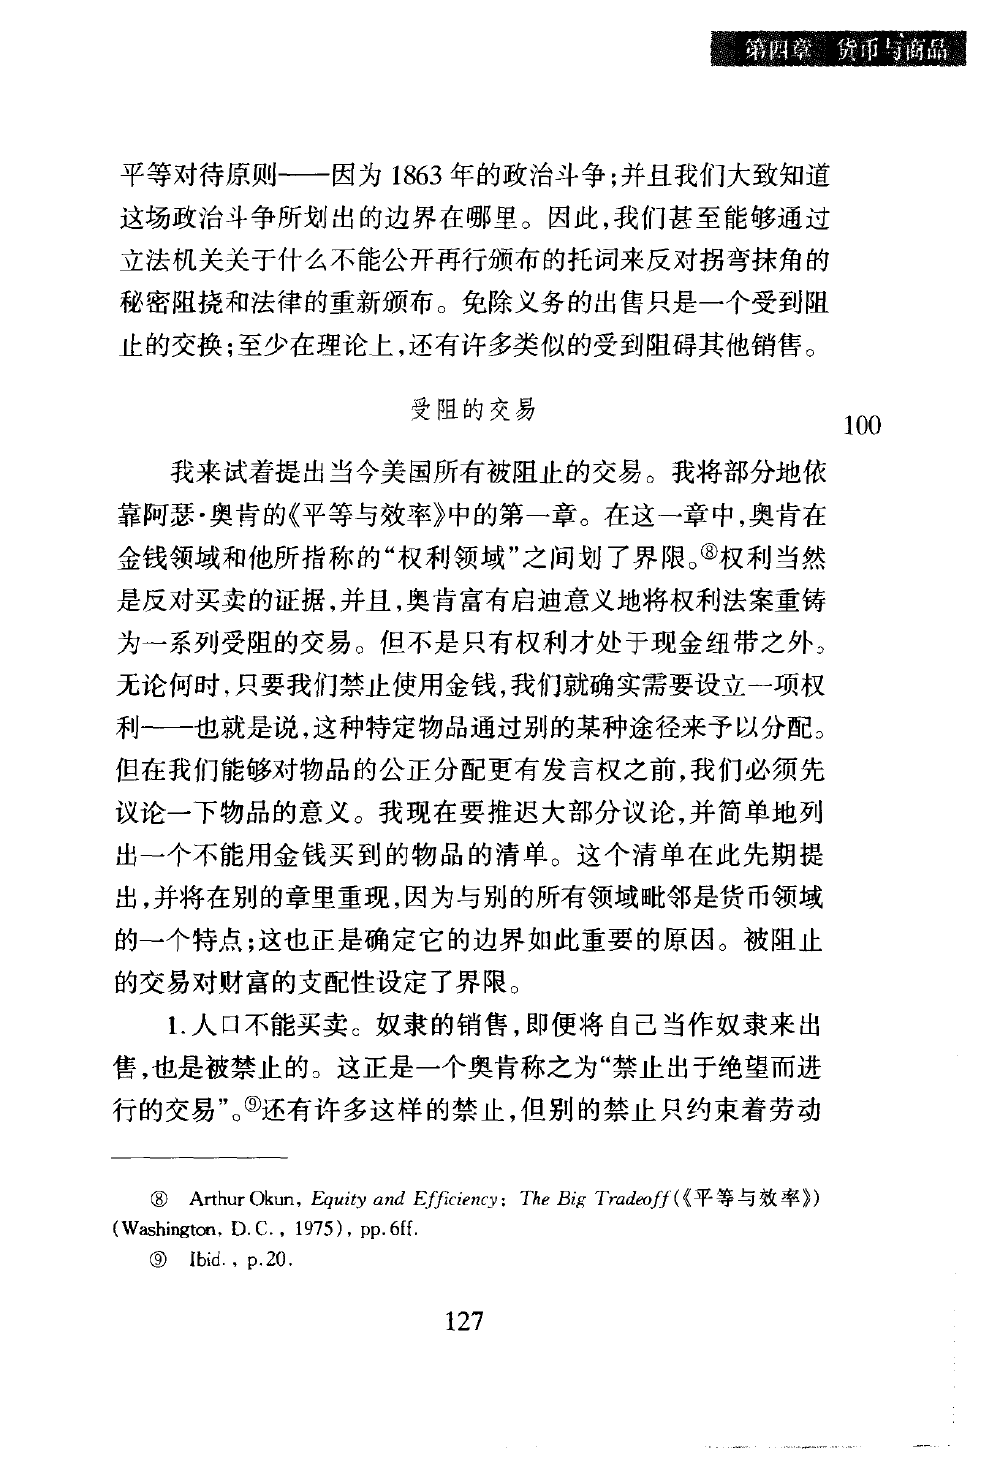 第四章 货币与商品
平等对待原则——因为 1863 年的政治斗争;并且我们大致知道
这场政治斗争所划出的边界在哪里。因此,我们甚至能够通过
立法机关关于什么不能公开再行颁布的托词来反对拐弯抹角的
秘密阻挠和法律的重新颁布。免除义务的出售只是一个受到阻
止的交换;至少在理论上,还有许多类似的受到阻碍其他销售。
受阻的交易
100
我来试着提出当今美国所有被阻止的交易。我将部分地依
靠阿瑟·奥肯的《平等与效率》中的第一章。在这一章中,奥肯在
金钱领域和他所指称的“权利领域”之间划了界限。⑧权利当然
是反对买卖的证据,并且,奥肯富有启迪意义地将权利法案重铸
为一系列受阻的交易。但不是只有权利才处于现金纽带之外。
无论何时,只要我们禁止使用金钱,我们就确实需要设立一项权
利——也就是说,这种特定物品通过别的某种途径来予以分配。
但在我们能够对物品的公正分配更有发言权之前,我们必须先
议论一下物品的意义。我现在要推迟大部分议论,并简单地列
出一个不能用金钱买到的物品的清单。这个清单在此先期提
出,并将在别的章里重现,因为与别的所有领域毗邻是货币领域
的一个特点;这也正是确定它的边界如此重要的原因。被阻止
的交易对财富的支配性设定了界限。
1. 人口不能买卖。奴隶的销售,即便将自己当作奴隶来出
售,也是被禁止的。这正是一个奥肯称之为“禁止出于绝望而进
行的交易”。⑨还有许多这样的禁止,但别的禁止只约束着劳动
⑧ Arthur Okun, Equity and Efficiency: The Big Tradeoff(《平等与效率》)
(Washington, D.C., 1975), pp.6ff.
⑨ Ibid., p.20.
127